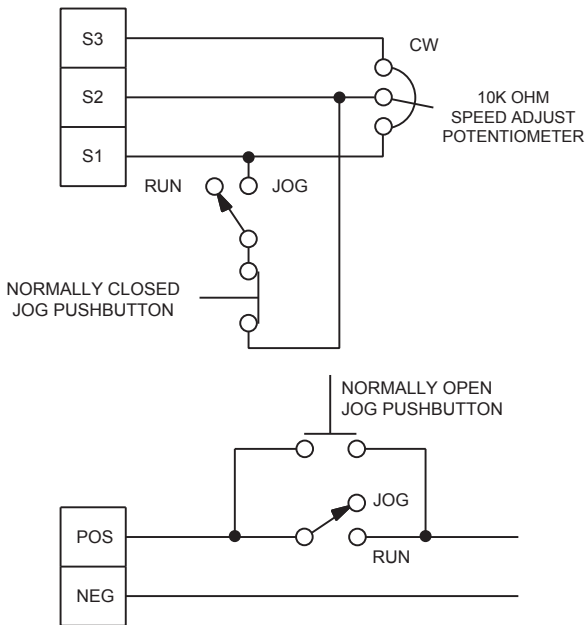 S3
CW
S2
10K OHM
SPEED ADJUST
POTENTIOMETER
S1
RUN
JOG
NORMALLY CLOSED
JOG PUSHBUTTON
NORMALLY OPEN
JOG PUSHBUTTON
JOG
POS
RUN
NEG